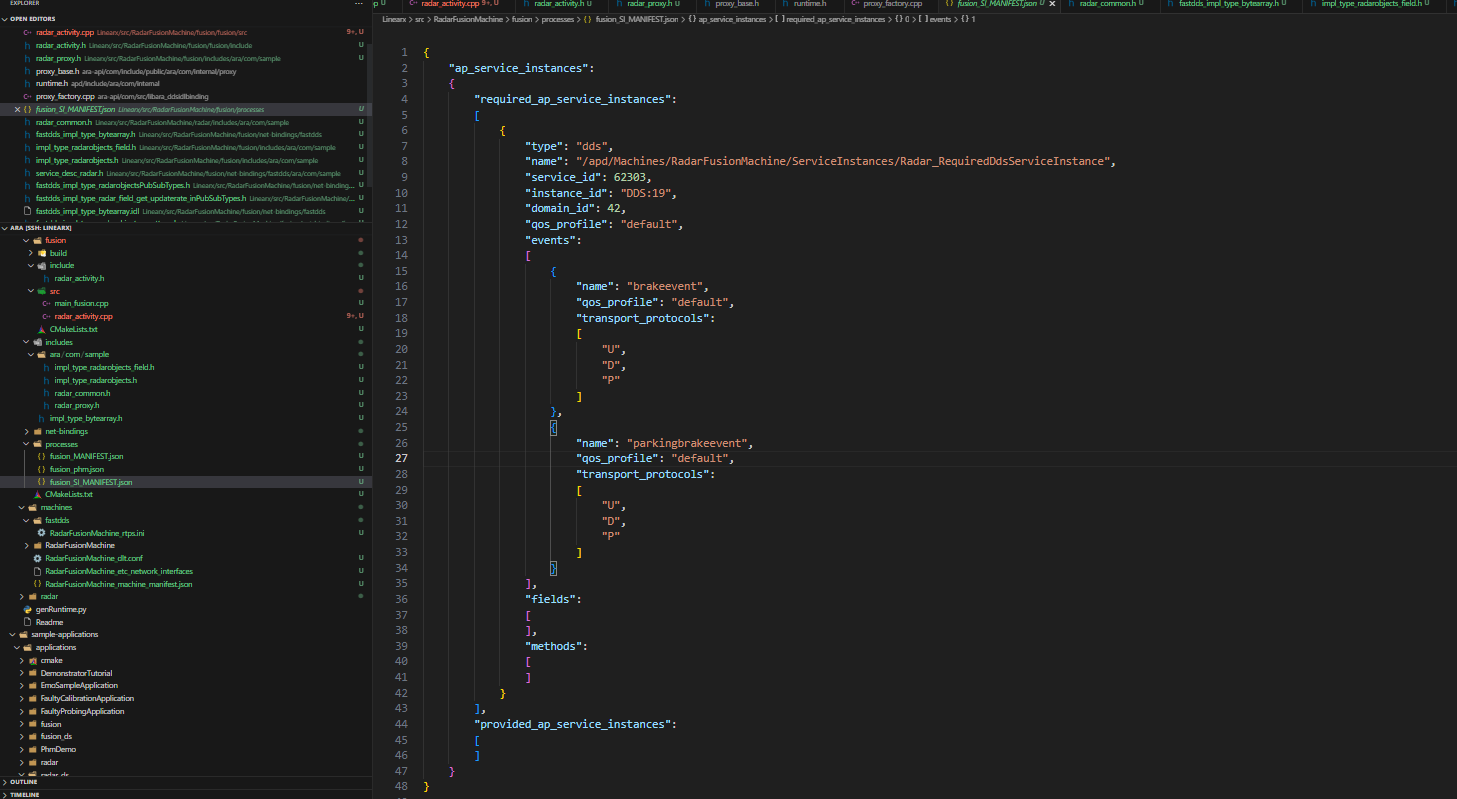 EXPLORER
...
OPEN EDITORS
radar_activity.cpp Linearx/src/RadarFusionMachine/fusion/fusion/src 9+, U
radar_activity.h Linearx/src/RadarFusionMachine/fusion/fusion/include U
radar_proxy.h Linearx/src/RadarFusionMachine/fusion/includes/ara/com/sample U
proxy_base.h ara-api/com/include/public/ara/com/internal/proxy
runtime.h apd/include/ara/com/internal
proxy_factory.cpp ara-api/com/src/libara_ddsidlbinding
fusion_SI_MANIFEST.json Linearx/src/RadarFusionMachine/fusion/processes U
radar_common.h Linearx/src/RadarFusionMachine/radar/includes/ara/com/sample U
fastdds_impl_type_bytearray.h Linearx/src/RadarFusionMachine/fusion/net-bindings/fastdds U
impl_type_radarobjects_field.h Linearx/src/RadarFusionMachine/fusion/includes/ara/com/sample U
impl_type_radarobjects.h Linearx/src/RadarFusionMachine/fusion/includes/ara/com/sample U
service_desc_radar.h Linearx/src/RadarFusionMachine/fusion/net-bindings/fastdds/ara/com/sample U
fastdds_impl_type_radarobjectsPubSubTypes.h Linearx/src/RadarFusionMachine/fusion/net-binding... U
fastdds_impl_type_radar_field_get_updaterate_inPubSubTypes.h Linearx/src/RadarFusionMachine/... U
fastdds_impl_type_bytearray.idl Linearx/src/RadarFusionMachine/fusion/net-bindings/fastdds U
ARA [SSH: LINEARX]
fusion
build
include
radar_activity.h U
src
main_fusion.cpp U
radar_activity.cpp 9+, U
CMakeLists.txt U
includes
ara / com / sample
impl_type_radarobjects_field.h U
impl_type_radarobjects.h U
radar_common.h U
radar_proxy.h U
impl_type_bytearray.h U
net-bindings
processes
fusion_MANIFEST.json U
fusion_phm.json U
fusion_SI_MANIFEST.json U
CMakeLists.txt U
machines
fastdds
RadarFusionMachine_rtps.ini U
RadarFusionMachine
RadarFusionMachine_dlt.conf U
RadarFusionMachine_etc_network_interfaces U
RadarFusionMachine_machine_manifest.json U
radar
genRuntime.py
Readme
sample-applications
applications
cmake
DemonstratorTutorial
EmoSampleApplication
FaultyCalibrationApplication
FaultyProbingApplication
fusion
fusion_ds
PhmDemo
radar
radar_ds
OUTLINE
TIMELINE
p U radar_activity.cpp 9+, U radar_activity.h U radar_proxy.h U proxy_base.h runtime.h proxy_factory.cpp fusion_SI_MANIFEST.json U radar_common.h U fastdds_impl_type_bytearray.h U impl_type_radarobjects_field.h U
Linearx > src > RadarFusionMachine > fusion > processes > {} fusion_SI_MANIFEST.json > {} ap_service_instances > [ ] required_ap_service_instances > {} 0 > [ ] events > {} 1
1 {
2 "ap_service_instances":
3 {
4 "required_ap_service_instances":
5 [
6 {
7 "type": "dds",
8 "name": "/apd/Machines/RadarFusionMachine/ServiceInstances/Radar_RequiredDdsServiceInstance",
9 "service_id": 62303,
10 "instance_id": "DDS:19",
11 "domain_id": 42,
12 "qos_profile": "default",
13 "events":
14 [
15 {
16 "name": "brakeevent",
17 "qos_profile": "default",
18 "transport_protocols":
19 [
20 "U",
21 "D",
22 "P"
23 ]
24 },
25 {
26 "name": "parkingbrakeevent",
27 "qos_profile": "default",
28 "transport_protocols":
29 [
30 "U",
31 "D",
32 "P"
33 ]
34 }
35 ],
36 "fields":
37 [
38 ],
39 "methods":
40 [
41 ]
42 }
43 ],
44 "provided_ap_service_instances":
45 [
46 ]
47 }
48 }